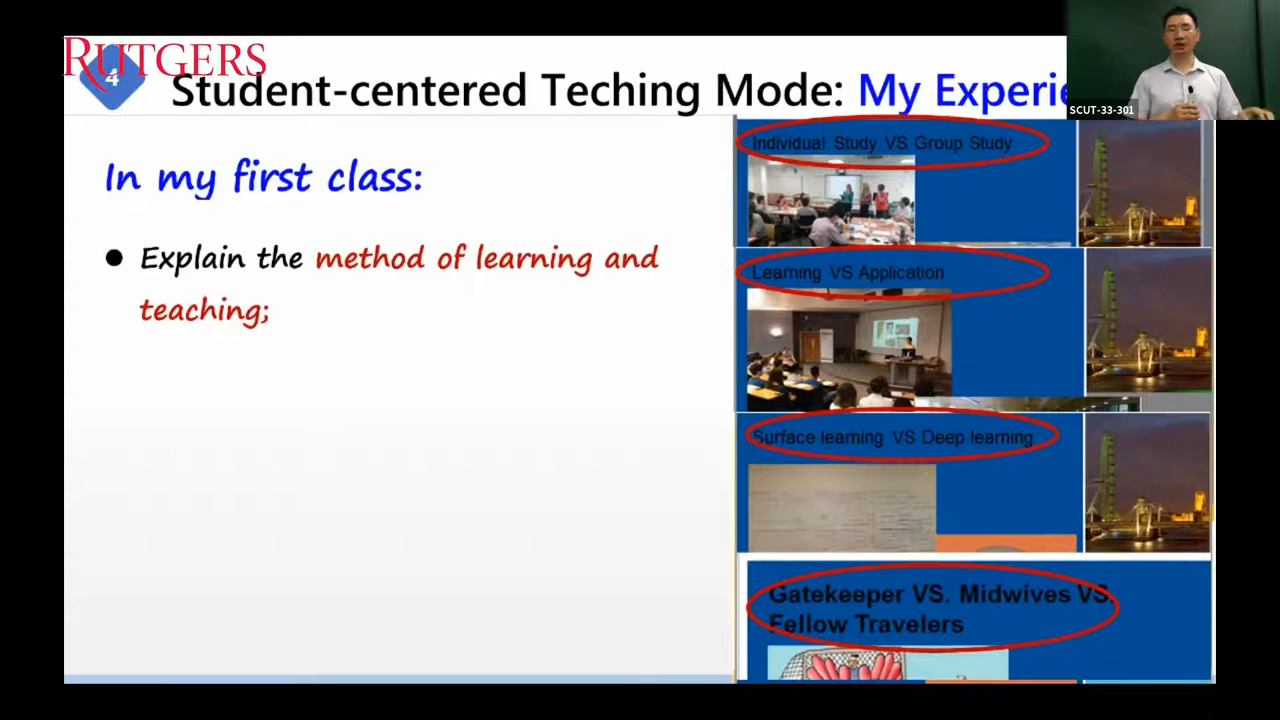 RUTGERS
4
Student-centered Teching Mode: My Experie
SCUT-33-301
In my first class:
Explain the method of learning and
teaching;
Individual Study VS Group Study
Learning VS Application
Surface learning VS Deep learning
Gatekeeper VS. Midwives VS.
Fellow Travelers